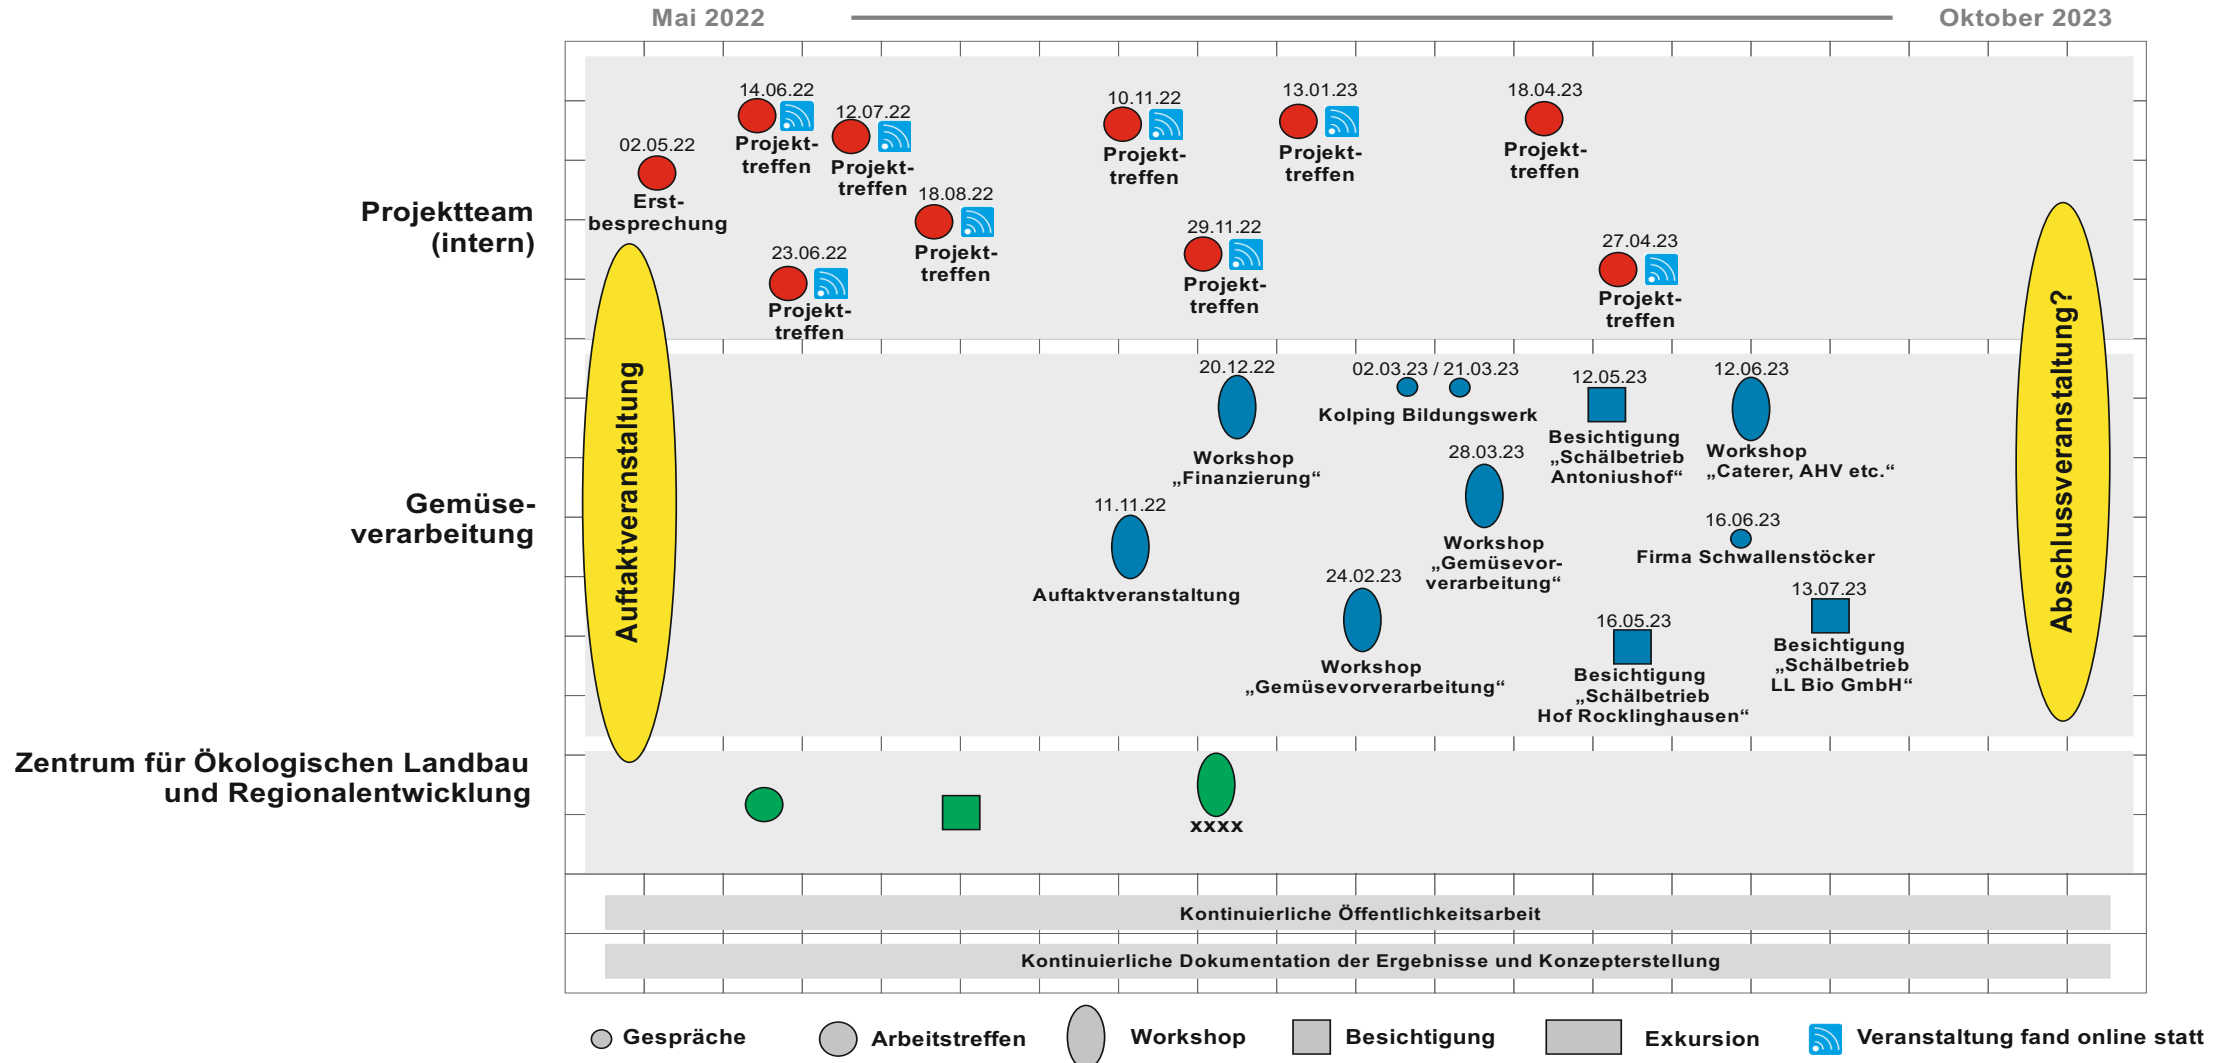 Mai 2022
Oktober 2023
Projektteam
(intern)
02.05.22
Erst-
besprechung
14.06.22
Projekt-
treffen
23.06.22
Projekt-
treffen
12.07.22
Projekt-
treffen
18.08.22
Projekt-
treffen
10.11.22
Projekt-
treffen
29.11.22
Projekt-
treffen
13.01.23
Projekt-
treffen
18.04.23
Projekt-
treffen
27.04.23
Projekt-
treffen
Auftaktveranstaltung
Abschlussveranstaltung?
Gemüse-
verarbeitung
11.11.22
Auftaktveranstaltung
20.12.22
Workshop
„Finanzierung“
24.02.23
Workshop
„Gemüsevorverarbeitung“
02.03.23 / 21.03.23
Kolping Bildungswerk
28.03.23
Workshop
„Gemüsevor-
verarbeitung“
12.05.23
Besichtigung
„Schälbetrieb
Antoniushof“
16.05.23
Besichtigung
„Schälbetrieb
Hof Rocklinghausen“
12.06.23
Workshop
„Caterer, AHV etc.“
16.06.23
Firma Schwallenstöcker
13.07.23
Besichtigung
„Schälbetrieb
LL Bio GmbH“
Zentrum für Ökologischen Landbau
und Regionalentwicklung
xxxx
Kontinuierliche Öffentlichkeitsarbeit
Kontinuierliche Dokumentation der Ergebnisse und Konzepterstellung
Gespräche
Arbeitstreffen
Workshop
Besichtigung
Exkursion
Veranstaltung fand online statt